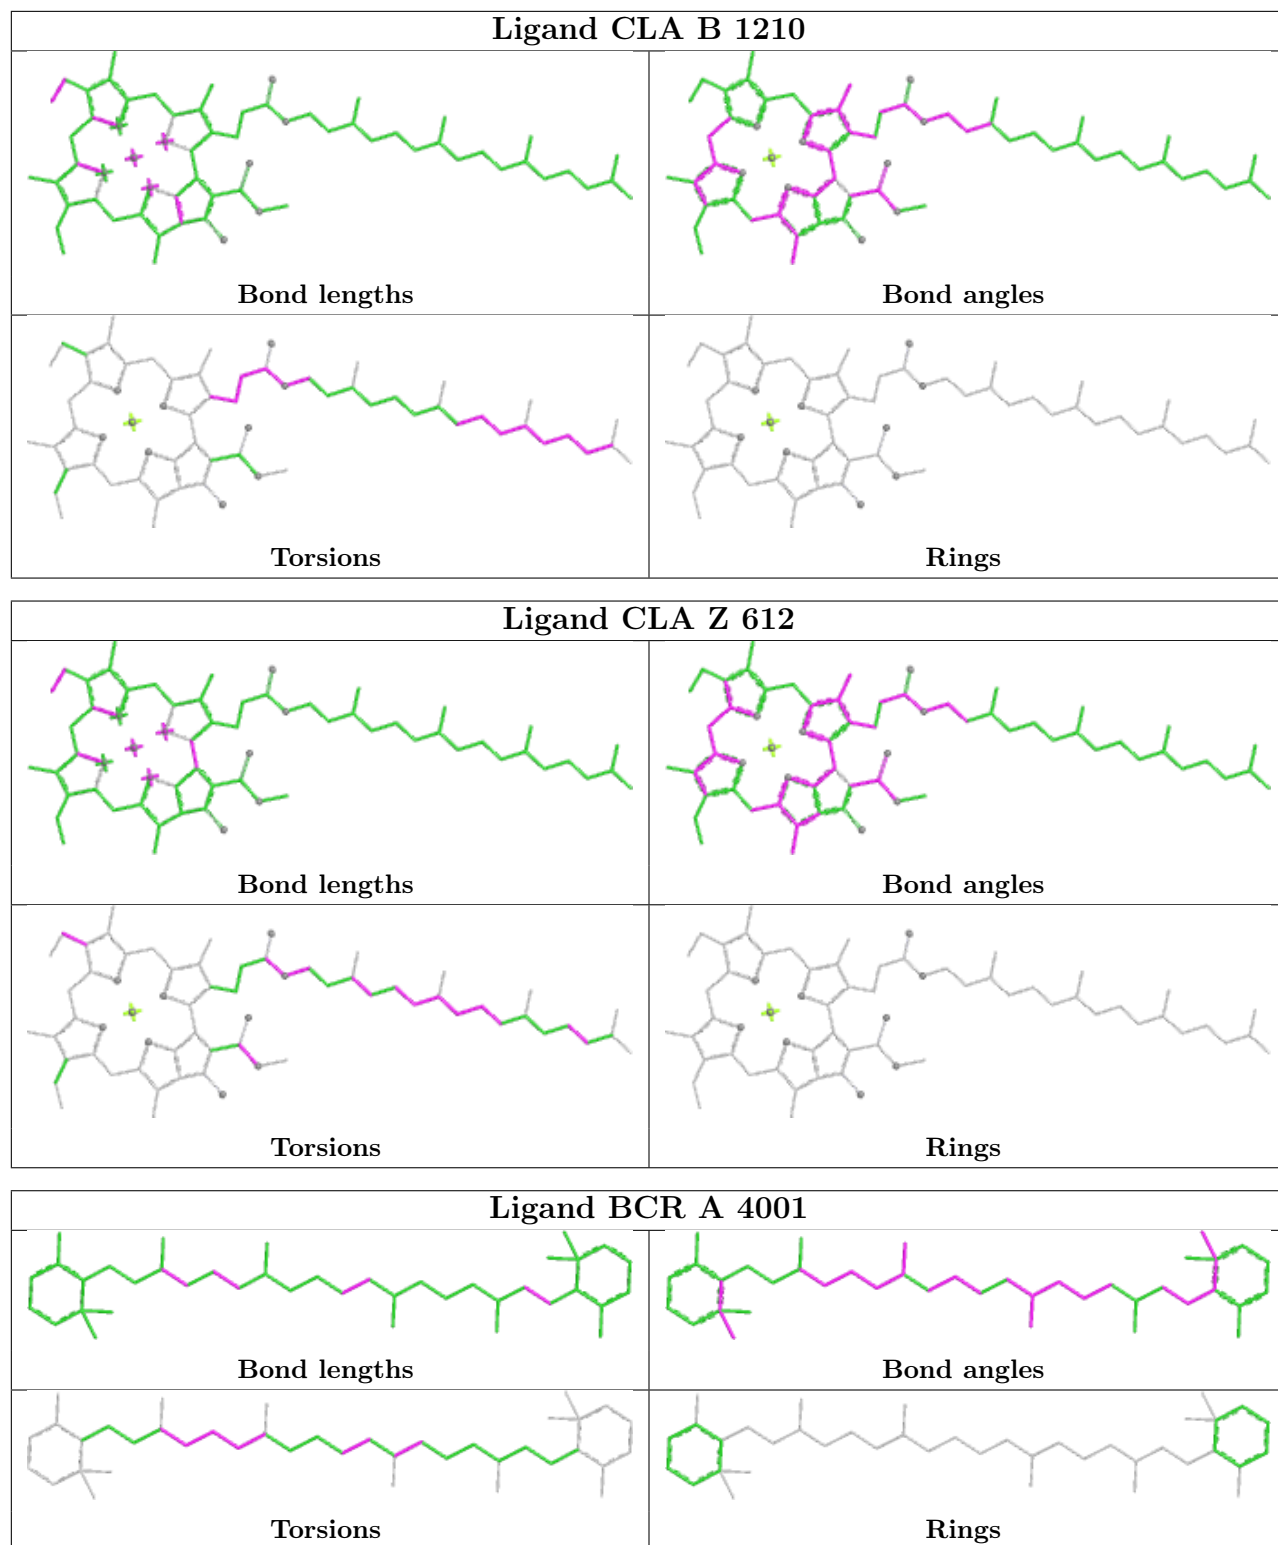 Ligand CLA B 1210
Bond lengths
Bond angles
Torsions
Rings
Ligand CLA Z 612
Bond lengths
Bond angles
Torsions
Rings
Ligand BCR A 4001
Bond lengths
Bond angles
Torsions
Rings